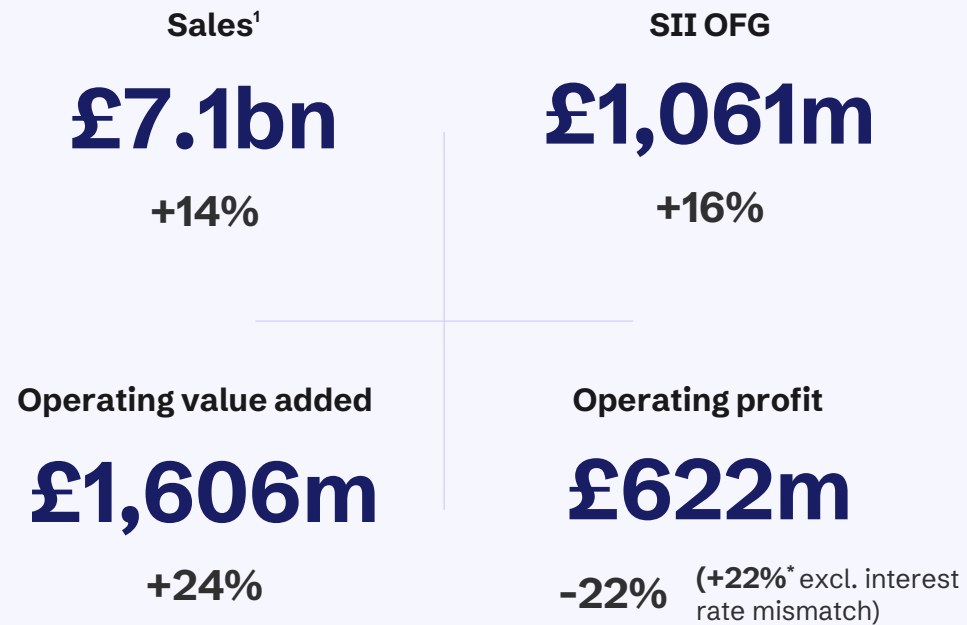 Sales¹
£7.1bn
+14%
SII OFG
£1,061m
+16%
Operating value added
£1,606m
+24%
Operating profit
£622m
-22%
(+22%* excl. interest
rate mismatch)